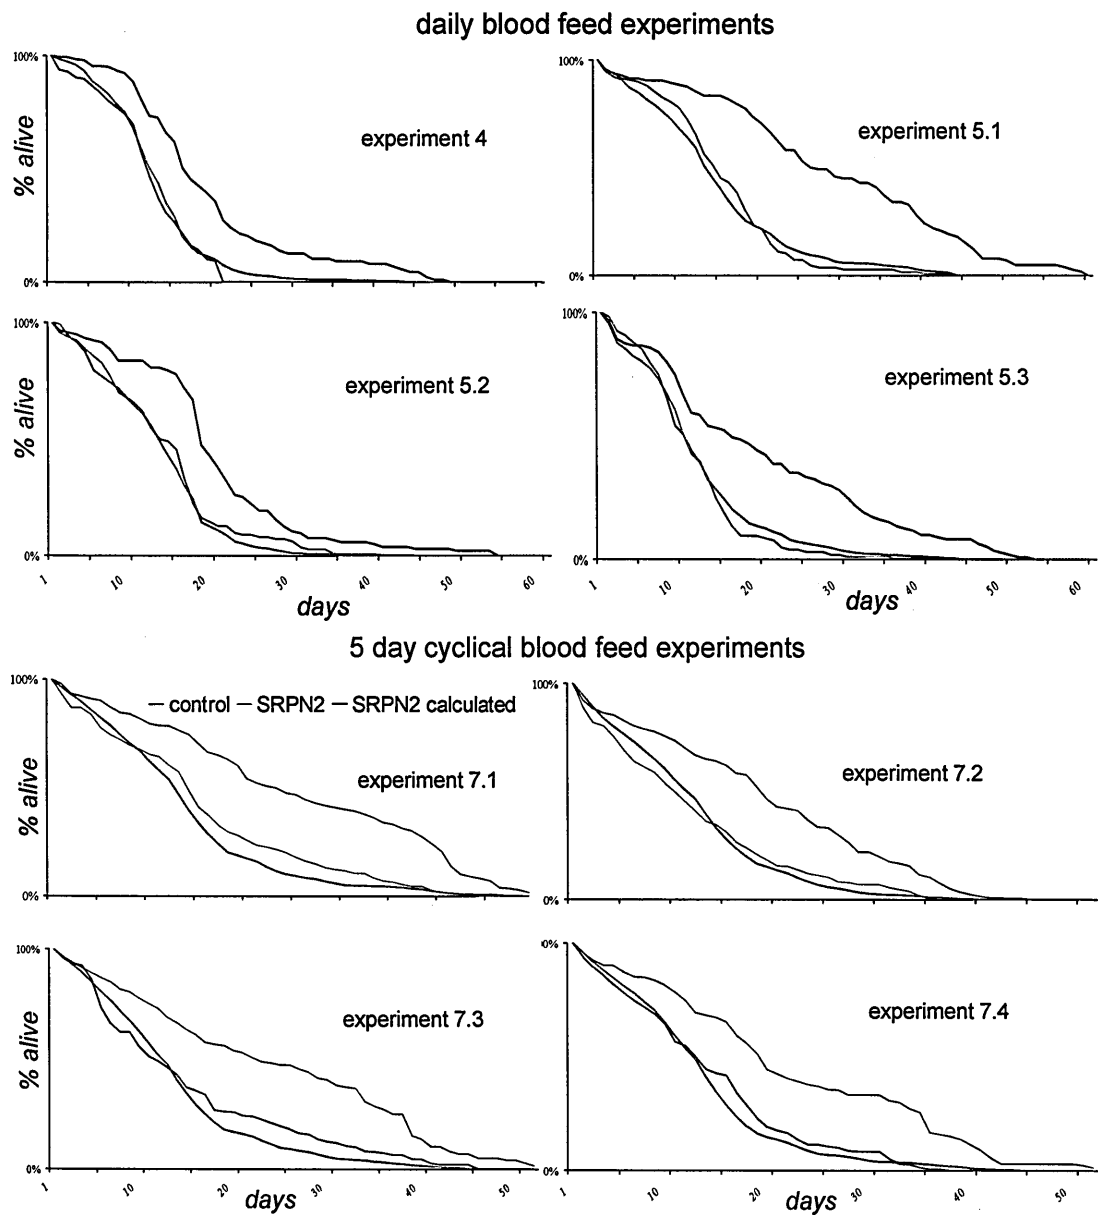 daily blood feed experiments
100%
% alive
experiment 4
0%
100%
experiment 5.1
0%
100%
% alive
experiment 5.2
0%
1 10 20 30 40 50 60
days
100%
experiment 5.3
0%
1 10 20 30 40 50 60
days
5 day cyclical blood feed experiments
100%
control SRPN2 SRPN2 calculated
% alive
experiment 7.1
0%
100%
experiment 7.2
0%
100%
% alive
experiment 7.3
0%
1 10 20 30 40 50
days
0%
experiment 7.4
0%
1 10 20 30 40 50
days